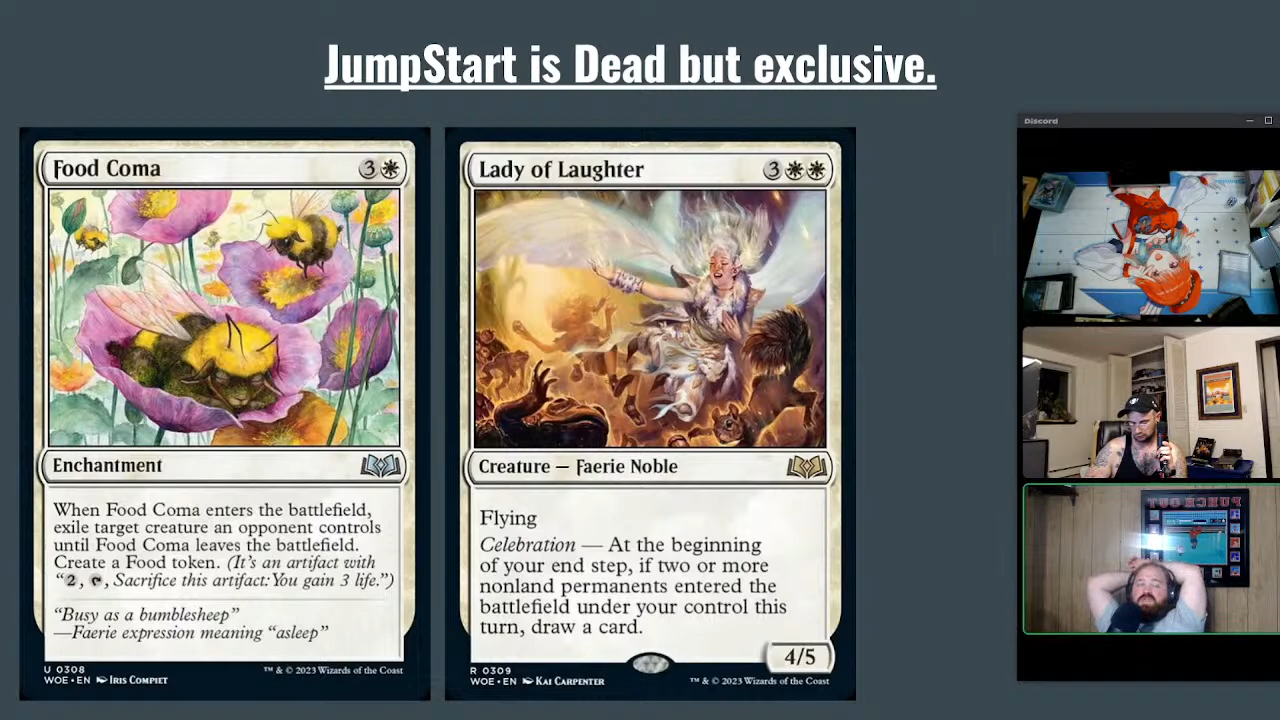 JumpStart is Dead but exclusive.
Food Coma 3
Enchantment
When Food Coma enters the battlefield,
exile target creature an opponent controls
until Food Coma leaves the battlefield.
Create a Food token. (It's an artifact with
“2, , Sacrifice this artifact: You gain 3 life.”)
“Busy as a bumblesheep”
—Faerie expression meaning “asleep”
U 0308
WOE • EN Iris Compiet
™ & © 2023 Wizards of the Coast
Lady of Laughter 3
Creature — Faerie Noble
Flying
Celebration — At the beginning
of your end step, if two or more
nonland permanents entered the
battlefield under your control this
turn, draw a card.
4/5
R 0309
WOE • EN Kai Carpenter
™ & © 2023 Wizards of the Coast
Discord
PUNCH OUT